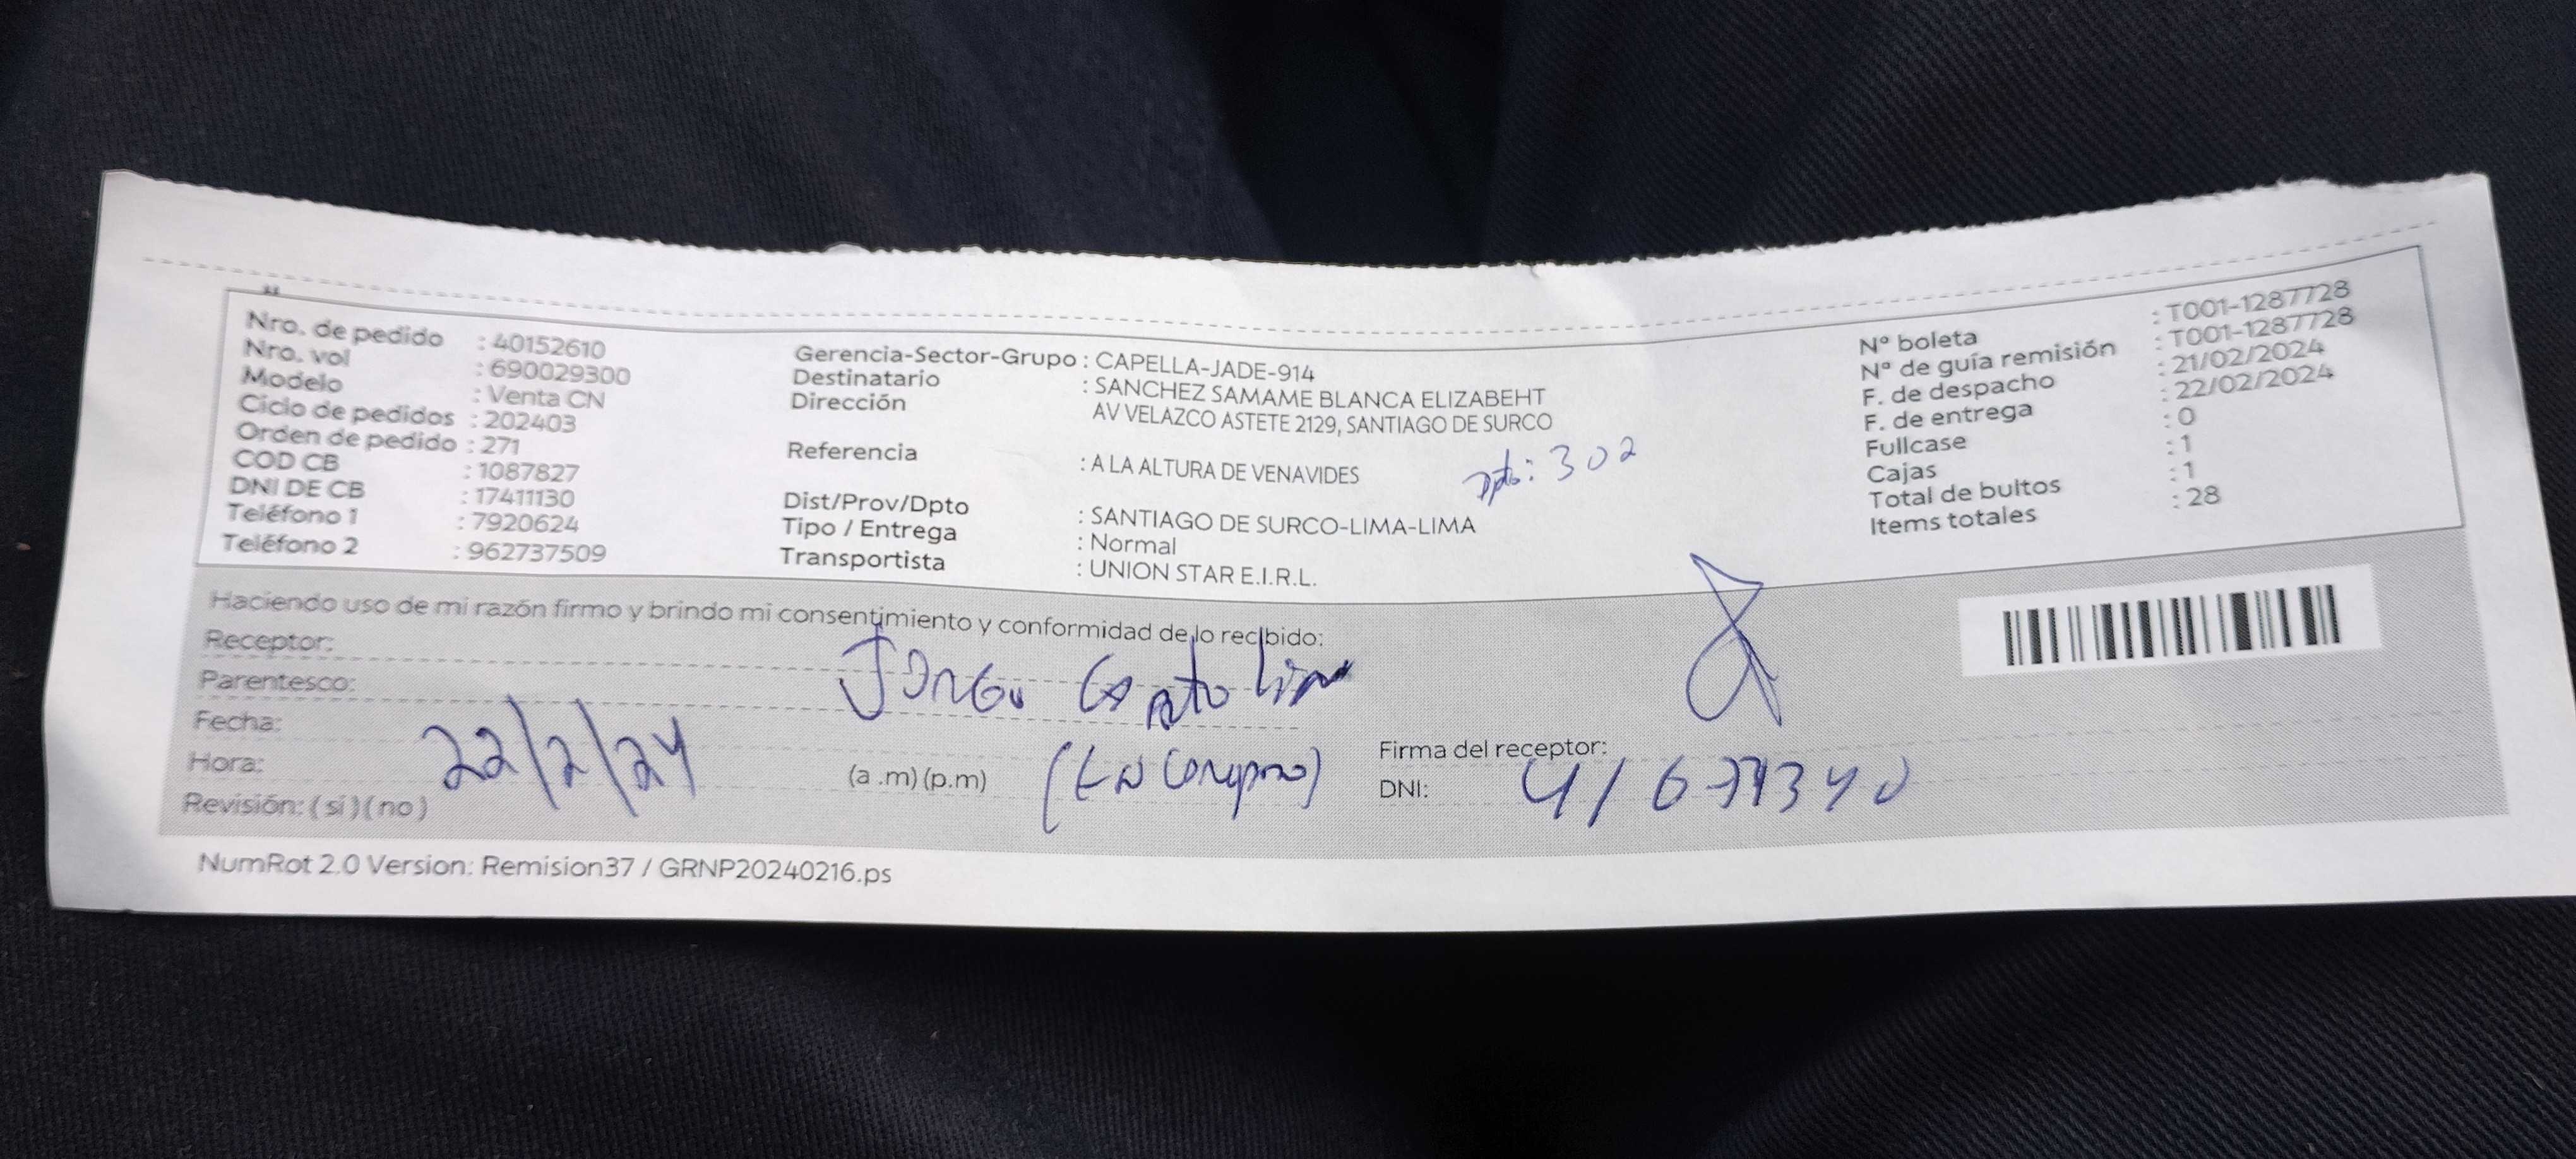 Nro. de pedido : 40152610
Nro. vol : 690029300
Modelo : Venta CN
Ciclo de pedidos : 202403
Orden de pedido : 271
COD CB : 1087827
DNI DE CB : 17411130
Teléfono 1 : 7920624
Teléfono 2 : 962737509
Gerencia-Sector-Grupo : CAPELLA-JADE-914
Destinatario : SANCHEZ SAMAME BLANCA ELIZABEHT
Dirección AV VELAZCO ASTETE 2129, SANTIAGO DE SURCO
Referencia : A LA ALTURA DE VENAVIDES
Dpto: 302
Dist/Prov/Dpto : SANTIAGO DE SURCO-LIMA-LIMA
Tipo / Entrega : Normal
Transportista : UNION STAR E.I.R.L.
Nº boleta : T001-1287728
Nº de guía remisión : T001-1287728
F. de despacho : 21/02/2024
F. de entrega : 22/02/2024
Fullcase : 0
Cajas : 1
Total de bultos : 1
Items totales : 28
Haciendo uso de mi razón firmo y brindo mi consentimiento y conformidad de lo recibido:
Receptor:
Parentesco:
Fecha: 22/2/24
Hora: (a .m) (p.m)
Revisión: (si) (no)
Firma del receptor:
DNI:
NumRot 2.0 Version: Remision37 / GRNP20240216.ps